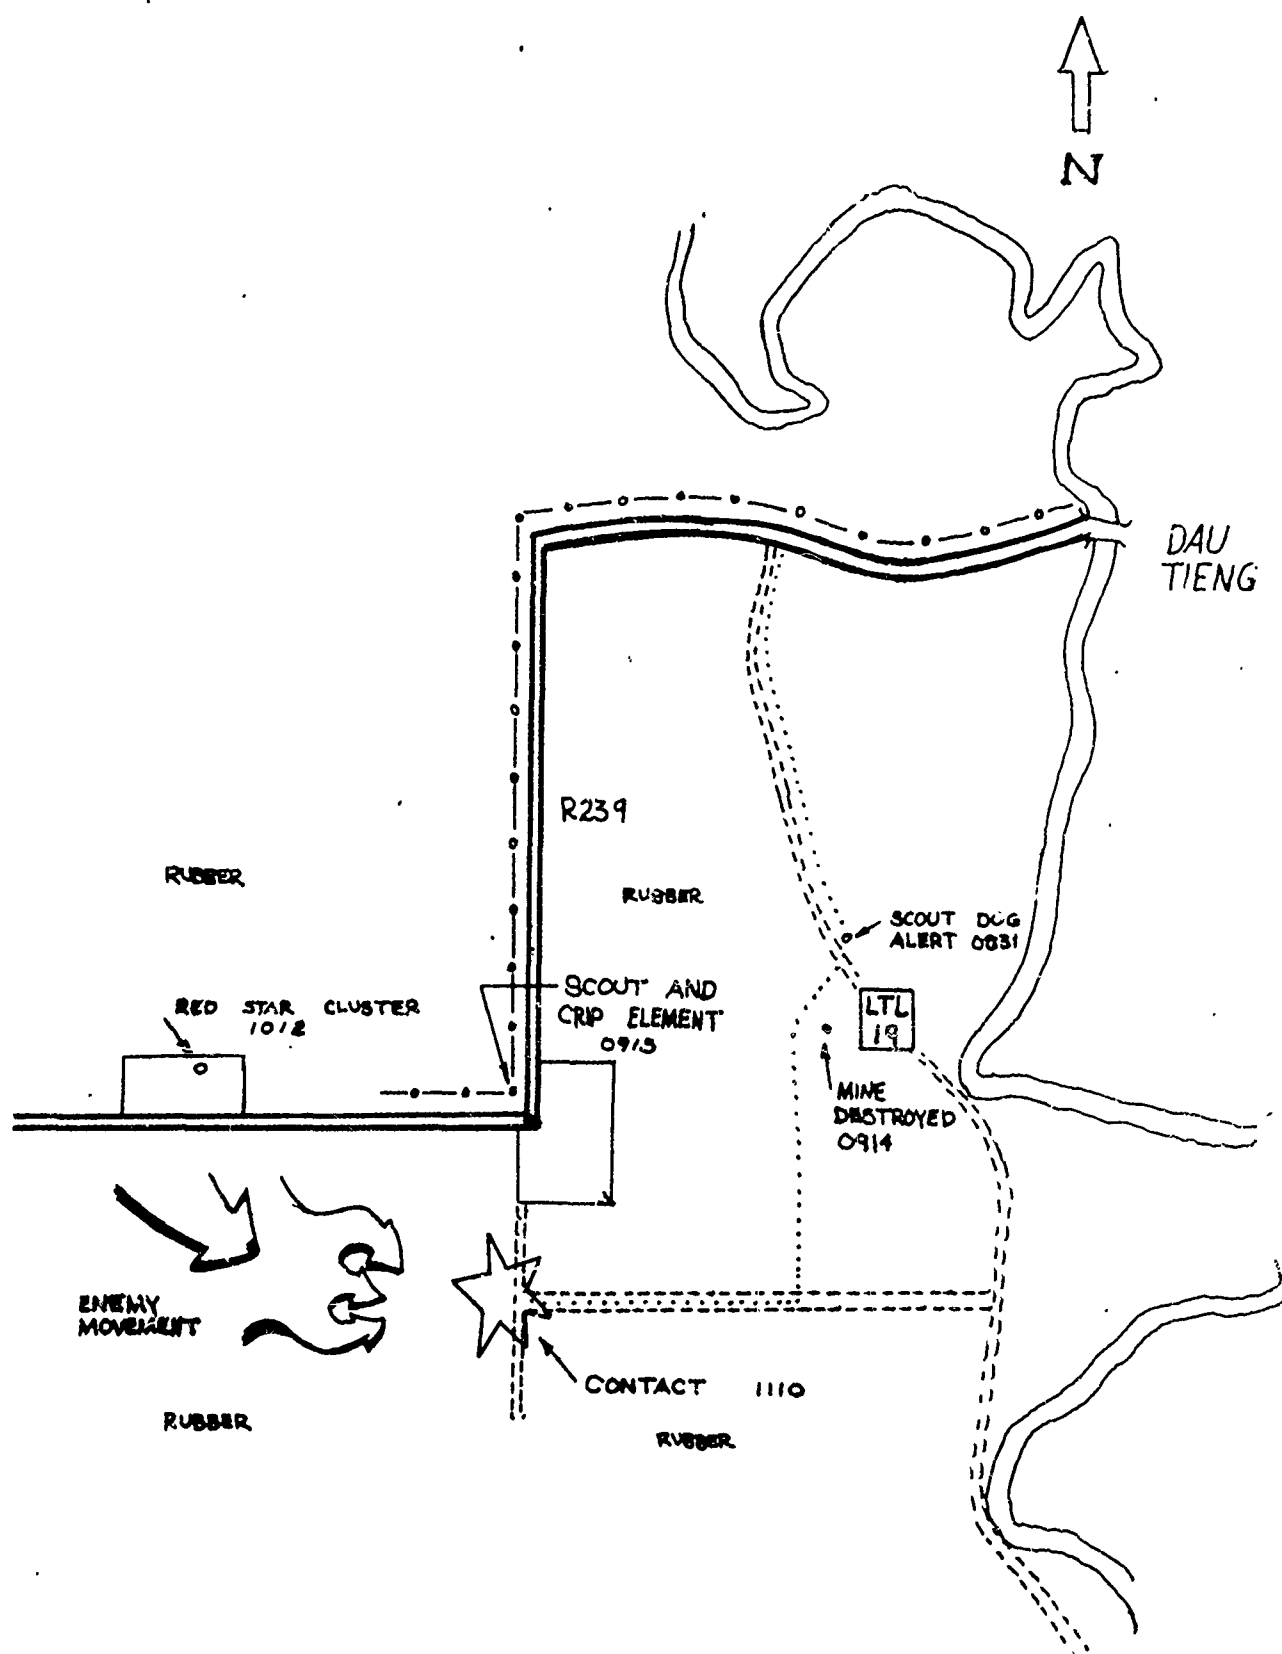 N
DAU
TIENG
R239
RUBBER
RUBBER
SCOUT DOG
ALERT 0831
RED STAR CLUSTER
1012
SCOUT AND
CRIP ELEMENT
0915
LTL
19
MINE
DESTROYED
0914
ENEMY
MOVEMENT
CONTACT 1110
RUBBER
RUBBER